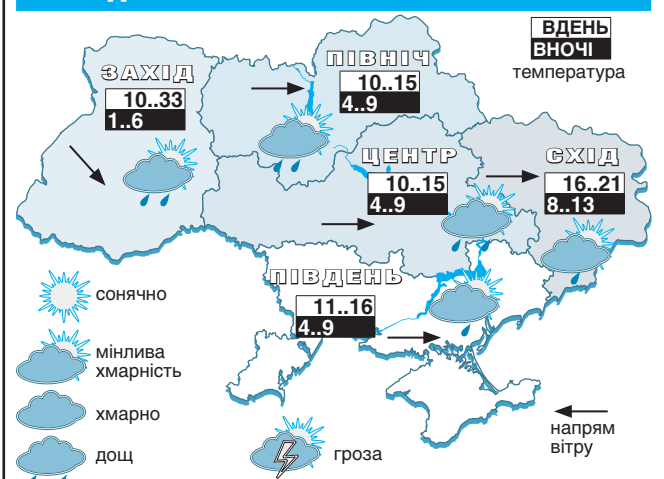 ВДЕНЬ
ВНОЧІ
температура
ПІВНІЧ
10..15
4..9
ЗАХІД
10..33
1..6
ЦЕНТР
10..15
4..9
СХІД
16..21
8..13
ПІВДЕНЬ
11..16
4..9
сонячно
мінлива
хмарність
хмарно
дощ
гроза
напрям
вітру